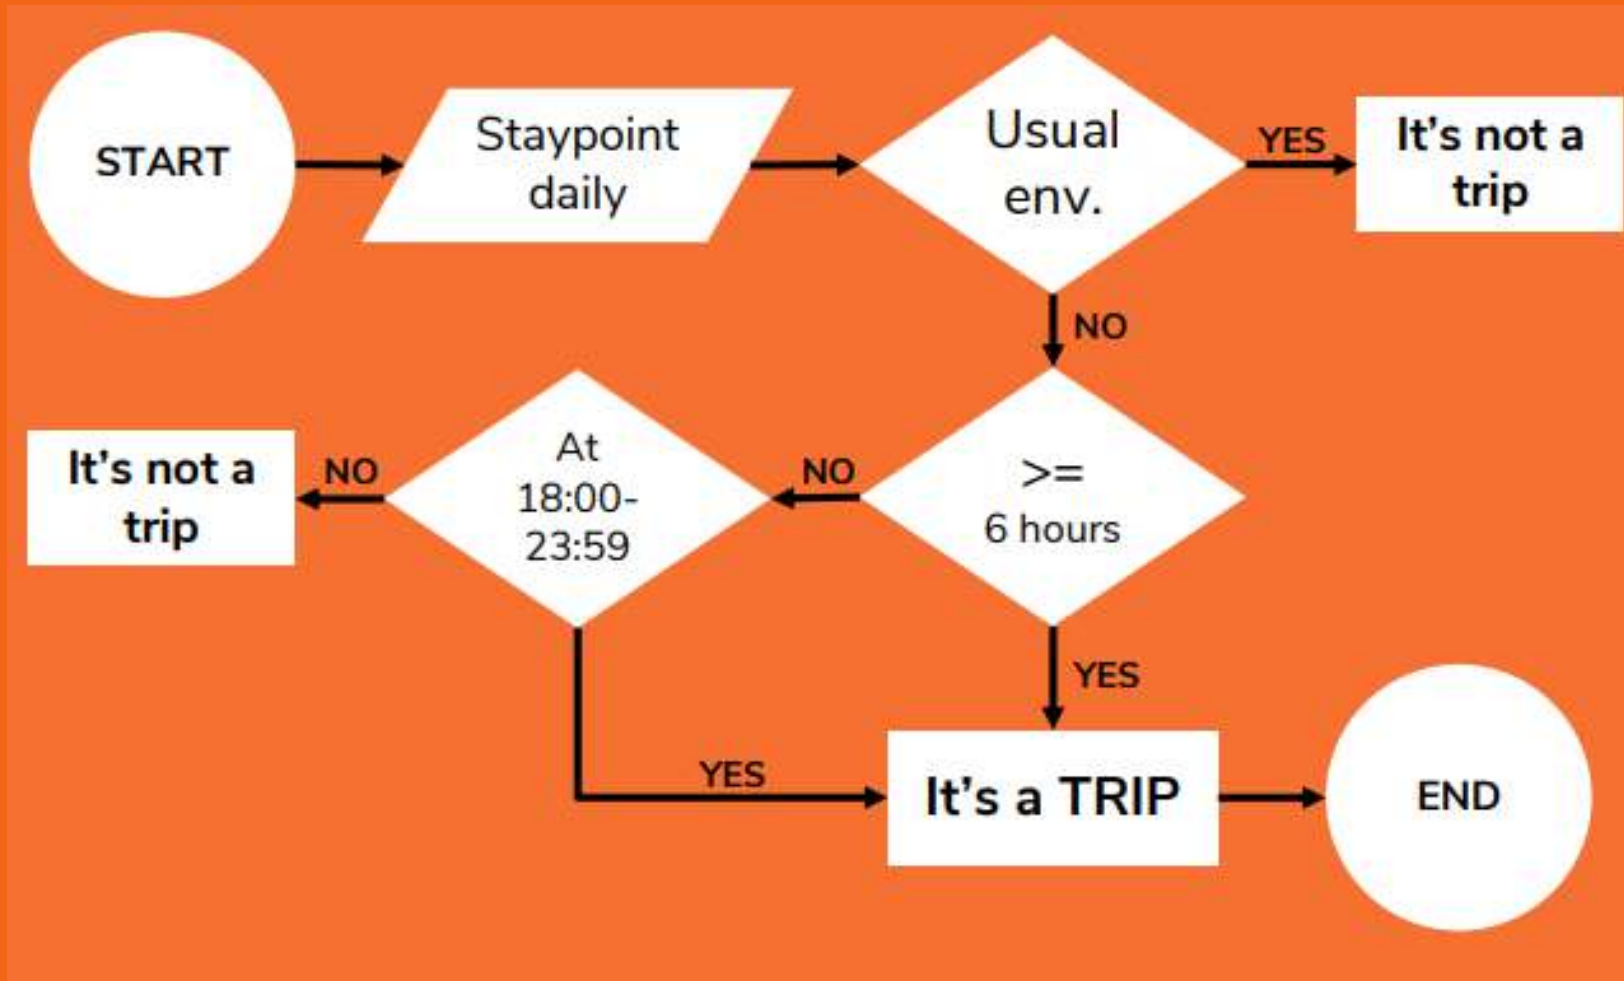 START
Staypoint
daily
Usual
env.
YES
It's not a
trip
NO
It's not a
trip
NO
At
18:00-
23:59
NO
>=
6 hours
YES
YES
It's a TRIP
END